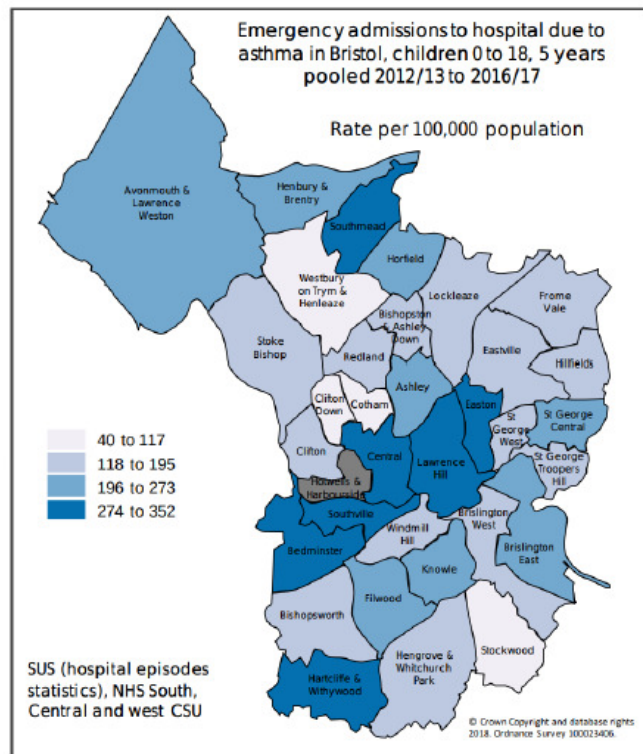 Emergency admissions to hospital due to
asthma in Bristol, children 0 to 18, 5 years
pooled 2012/13 to 2016/17
Rate per 100,000 population
Avonmouth &
Lawrence
Weston
Henbury &
Brentry
Southmead
Horfield
Westbury
on Trym &
Henleaze
Lockleaze
Frome
Vale
Bishopston
& Ashley
Down
Stoke
Bishop
Redland
Eastville
Hillfields
Ashley
Clifton
Down
Cotham
Easton
St George
Central
St
George
West
40 to 117
118 to 195
196 to 273
274 to 352
Clifton
Central
Lawrence
Hill
St George
Troopers
Hill
Hotwells &
Harbourside
Southville
Brislington
West
Windmill
Hill
Bedminster
Brislington
East
Knowle
Filwood
Bishopsworth
Stockwood
Hengrove &
Whitchurch
Park
Hartcliffe &
Withywood
SUS (hospital episodes
statistics), NHS South,
Central and west CSU
© Crown Copyright and database rights
2018. Ordnance Survey 100023406.